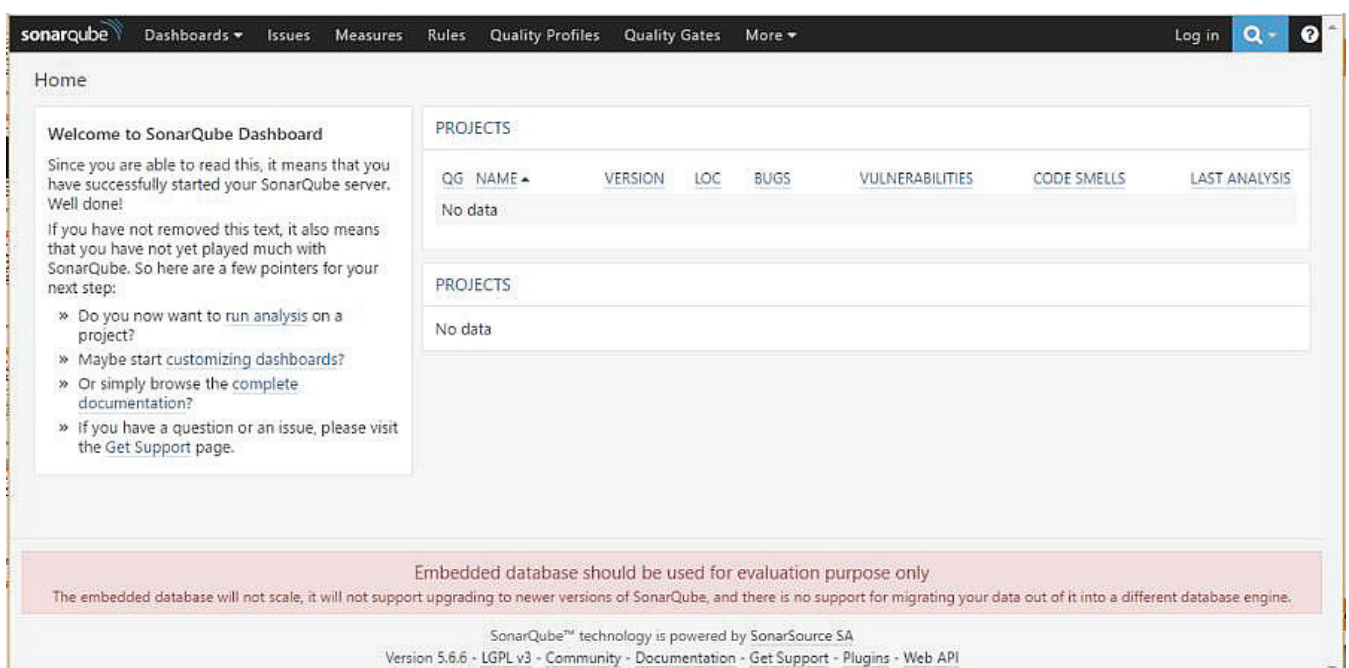 sonarqube Dashboards Issues Measures Rules Quality Profiles Quality Gates More Log in
Home
Welcome to SonarQube Dashboard
Since you are able to read this, it means that you
have successfully started your SonarQube server.
Well done!
If you have not removed this text, it also means
that you have not yet played much with
SonarQube. So here are a few pointers for your
next step:
» Do you now want to run analysis on a
project?
» Maybe start customizing dashboards?
» Or simply browse the complete
documentation?
» If you have a question or an issue, please visit
the Get Support page.
PROJECTS
QG NAME VERSION LOC BUGS VULNERABILITIES CODE SMELLS LAST ANALYSIS
No data
PROJECTS
No data
Embedded database should be used for evaluation purpose only
The embedded database will not scale, it will not support upgrading to newer versions of SonarQube, and there is no support for migrating your data out of it into a different database engine.
SonarQube™ technology is powered by SonarSource SA
Version 5.6.6 - LGPL v3 - Community - Documentation - Get Support - Plugins - Web API